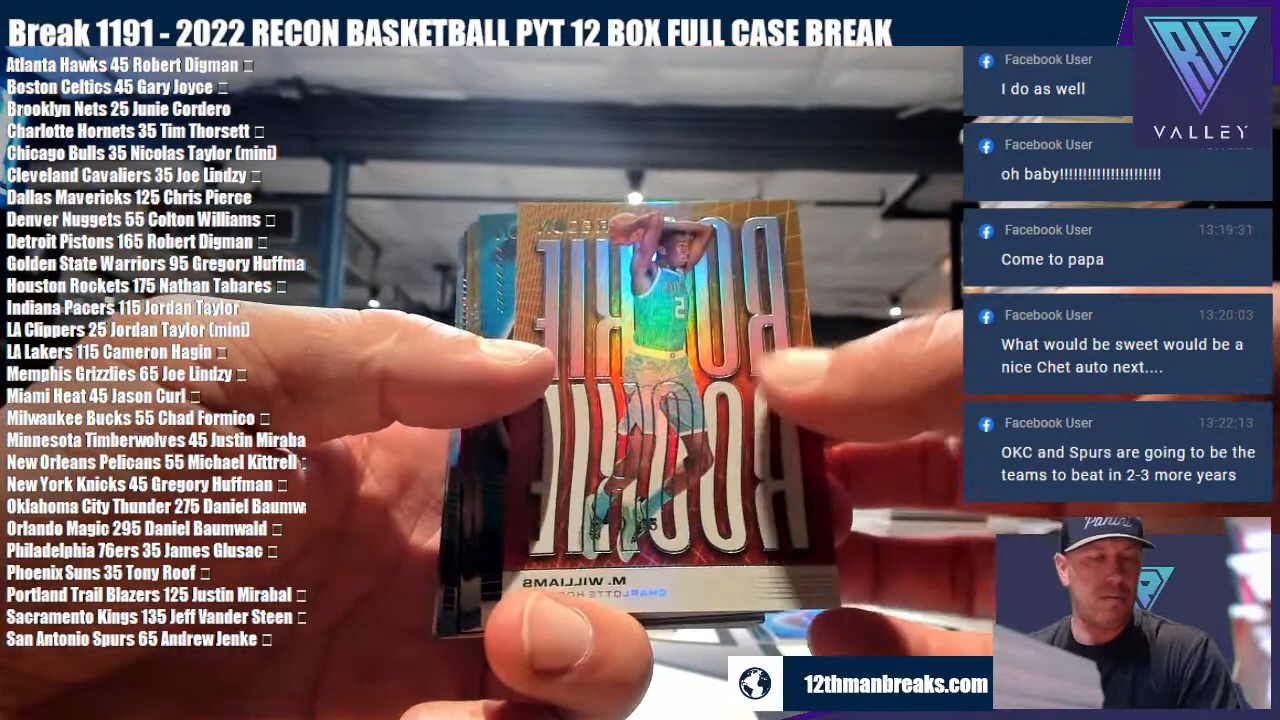 Break 1191 - 2022 RECON BASKETBALL PYT 12 BOX FULL CASE BREAK
Atlanta Hawks 45 Robert Digman
Boston Celtics 45 Gary Joyce
Brooklyn Nets 25 Junie Cordero
Charlotte Hornets 35 Tim Thorsett
Chicago Bulls 35 Nicolas Taylor (mini)
Cleveland Cavaliers 35 Joe Lindzy
Dallas Mavericks 125 Chris Pierce
Denver Nuggets 55 Colton Williams
Detroit Pistons 165 Robert Digman
Golden State Warriors 95 Gregory Huffma
Houston Rockets 175 Nathan Tabares
Indiana Pacers 115 Jordan Taylor
LA Clippers 25 Jordan Taylor (mini)
LA Lakers 115 Cameron Hagin
Memphis Grizzlies 65 Joe Lindzy
Miami Heat 45 Jason Curl
Milwaukee Bucks 55 Chad Formico
Minnesota Timberwolves 45 Justin Miraba
New Orleans Pelicans 55 Michael Kittrell
New York Knicks 45 Gregory Huffman
Oklahoma City Thunder 275 Daniel Baumwa
Orlando Magic 295 Daniel Baumwald
Philadelphia 76ers 35 James Glusac
Phoenix Suns 35 Tony Roof
Portland Trail Blazers 125 Justin Mirabal
Sacramento Kings 135 Jeff Vander Steen
San Antonio Spurs 65 Andrew Jenke
ROOKIE
ROOKIE
2
M. WILLIAMS
CHARLOTTE HO
Facebook User
I do as well
RIP
VALLEY
Facebook User
oh baby!!!!!!!!!!!!!!!!!!!!!!
Facebook User 13:19:31
Come to papa
Facebook User 13:20:03
What would be sweet would be a
nice Chet auto next....
Facebook User 13:22:13
OKC and Spurs are going to be the
teams to beat in 2-3 more years
Panini
12thmanbreaks.com